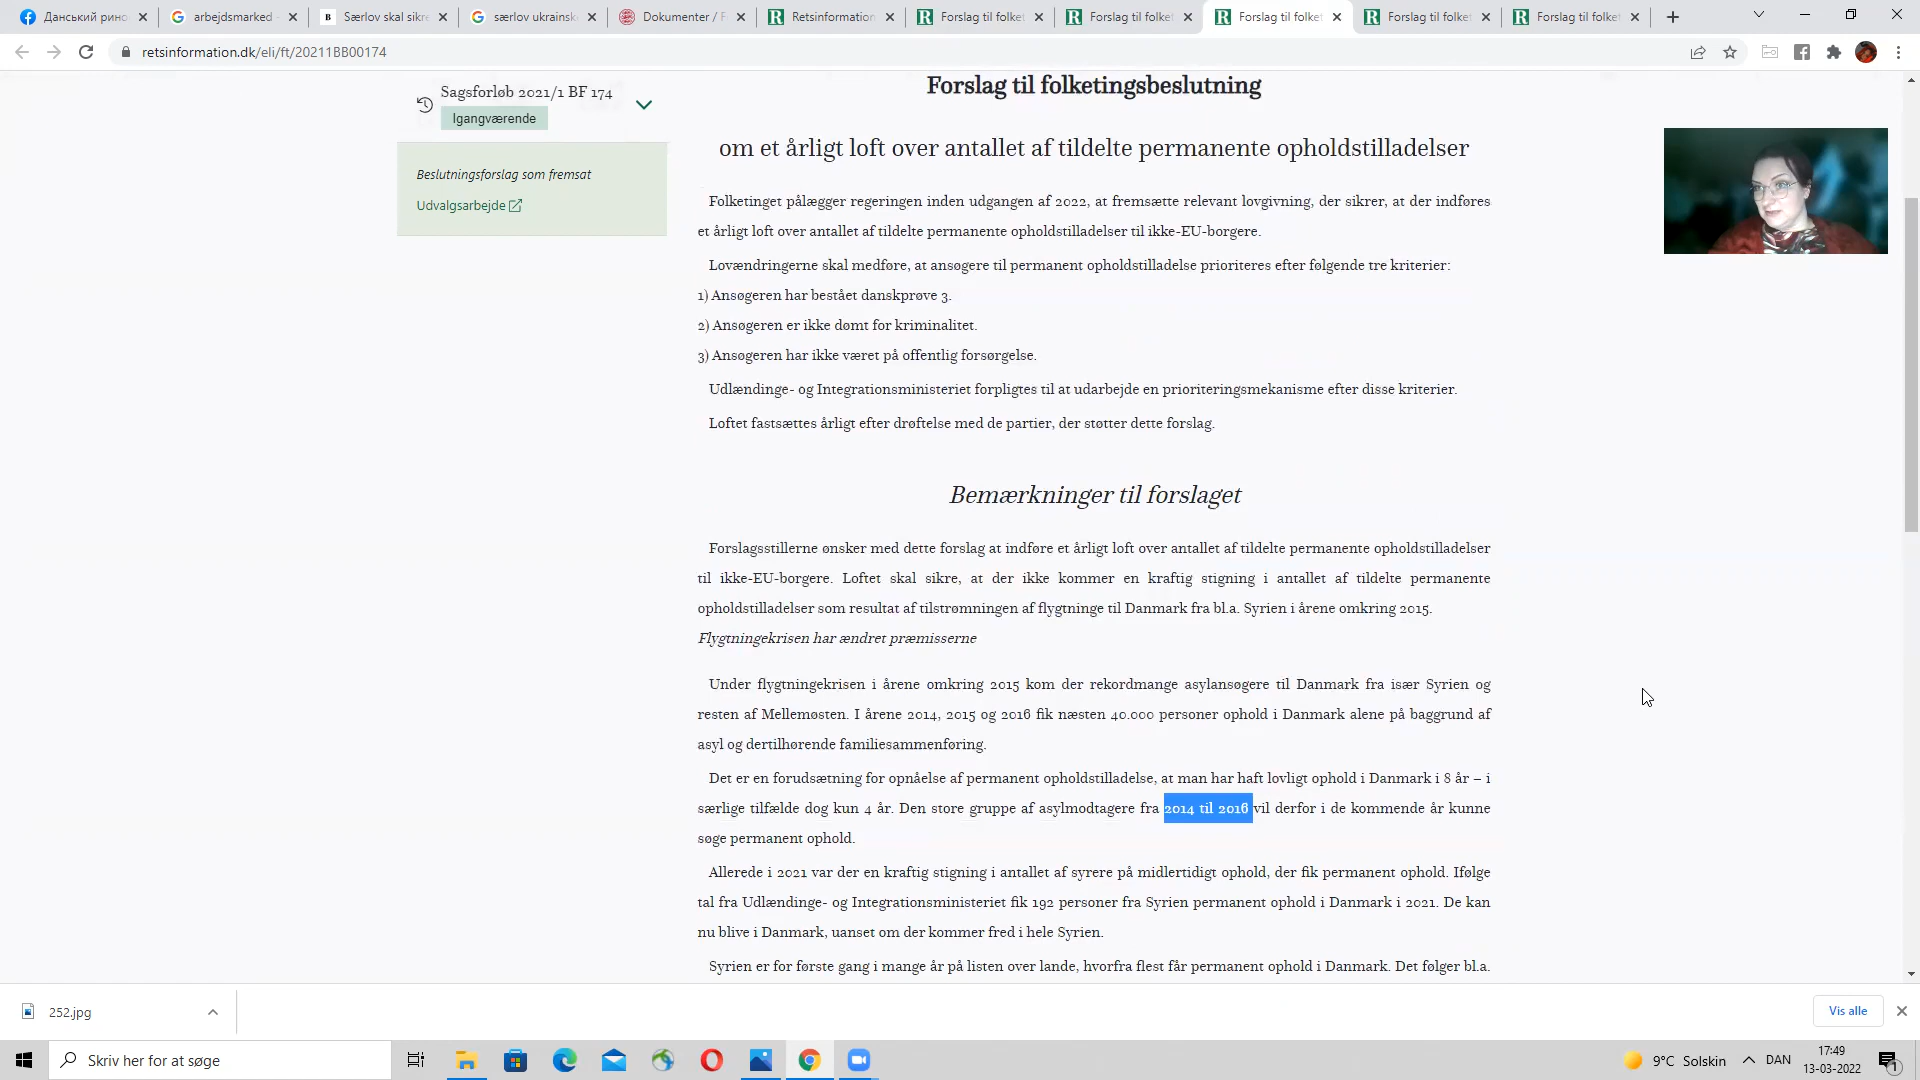 Данський рино
arbejdsmarked
Særlov skal sikre
særlov ukrainsk
Dokumenter / F
Retsinformation
Forslag til folket
Forslag til folket
Forslag til folket
Forslag til folket
Forslag til folket
retsinformation.dk/eli/ft/20211BB00174
Sagsforløb 2021/1 BF 174
Igangværende
Beslutningsforslag som fremsat
Udvalgsarbejde
Forslag til folketingsbeslutning
om et årligt loft over antallet af tildelte permanente opholdstilladelser
Folketinget pålægger regeringen inden udgangen af 2022, at fremsætte relevant lovgivning, der sikrer, at der indføres
et årligt loft over antallet af tildelte permanente opholdstilladelser til ikke-EU-borgere.
Lovændringerne skal medføre, at ansøgere til permanent opholdstilladelse prioriteres efter følgende tre kriterier:
1) Ansøgeren har bestået danskprøve 3.
2) Ansøgeren er ikke dømt for kriminalitet.
3) Ansøgeren har ikke været på offentlig forsørgelse.
Udlændinge- og Integrationsministeriet forpligtes til at udarbejde en prioriteringsmekanisme efter disse kriterier.
Loftet fastsættes årligt efter drøftelse med de partier, der støtter dette forslag.
Bemærkninger til forslaget
Forslagsstillerne ønsker med dette forslag at indføre et årligt loft over antallet af tildelte permanente opholdstilladelser
til ikke-EU-borgere. Loftet skal sikre, at der ikke kommer en kraftig stigning i antallet af tildelte permanente
opholdstilladelser som resultat af tilstrømningen af flygtninge til Danmark fra bl.a. Syrien i årene omkring 2015.
Flygtningekrisen har ændret præmisserne
Under flygtningekrisen i årene omkring 2015 kom der rekordmange asylansøgere til Danmark fra især Syrien og
resten af Mellemøsten. I årene 2014, 2015 og 2016 fik næsten 40.000 personer ophold i Danmark alene på baggrund af
asyl og dertilhørende familiesammenføring.
Det er en forudsætning for opnåelse af permanent opholdstilladelse, at man har haft lovligt ophold i Danmark i 8 år – i
særlige tilfælde dog kun 4 år. Den store gruppe af asylmodtagere fra 2014 til 2016 vil derfor i de kommende år kunne
søge permanent ophold.
Allerede i 2021 var der en kraftig stigning i antallet af syrere på midlertidigt ophold, der fik permanent ophold. Ifølge
tal fra Udlændinge- og Integrationsministeriet fik 192 personer fra Syrien permanent ophold i Danmark i 2021. De kan
nu blive i Danmark, uanset om der kommer fred i hele Syrien.
Syrien er for første gang i mange år på listen over lande, hvorfra flest får permanent ophold i Danmark. Det følger bl.a.
252.jpg
Vis alle
Skriv her for at søge
9°C Solskin
DAN
17:49
13-03-2022
1